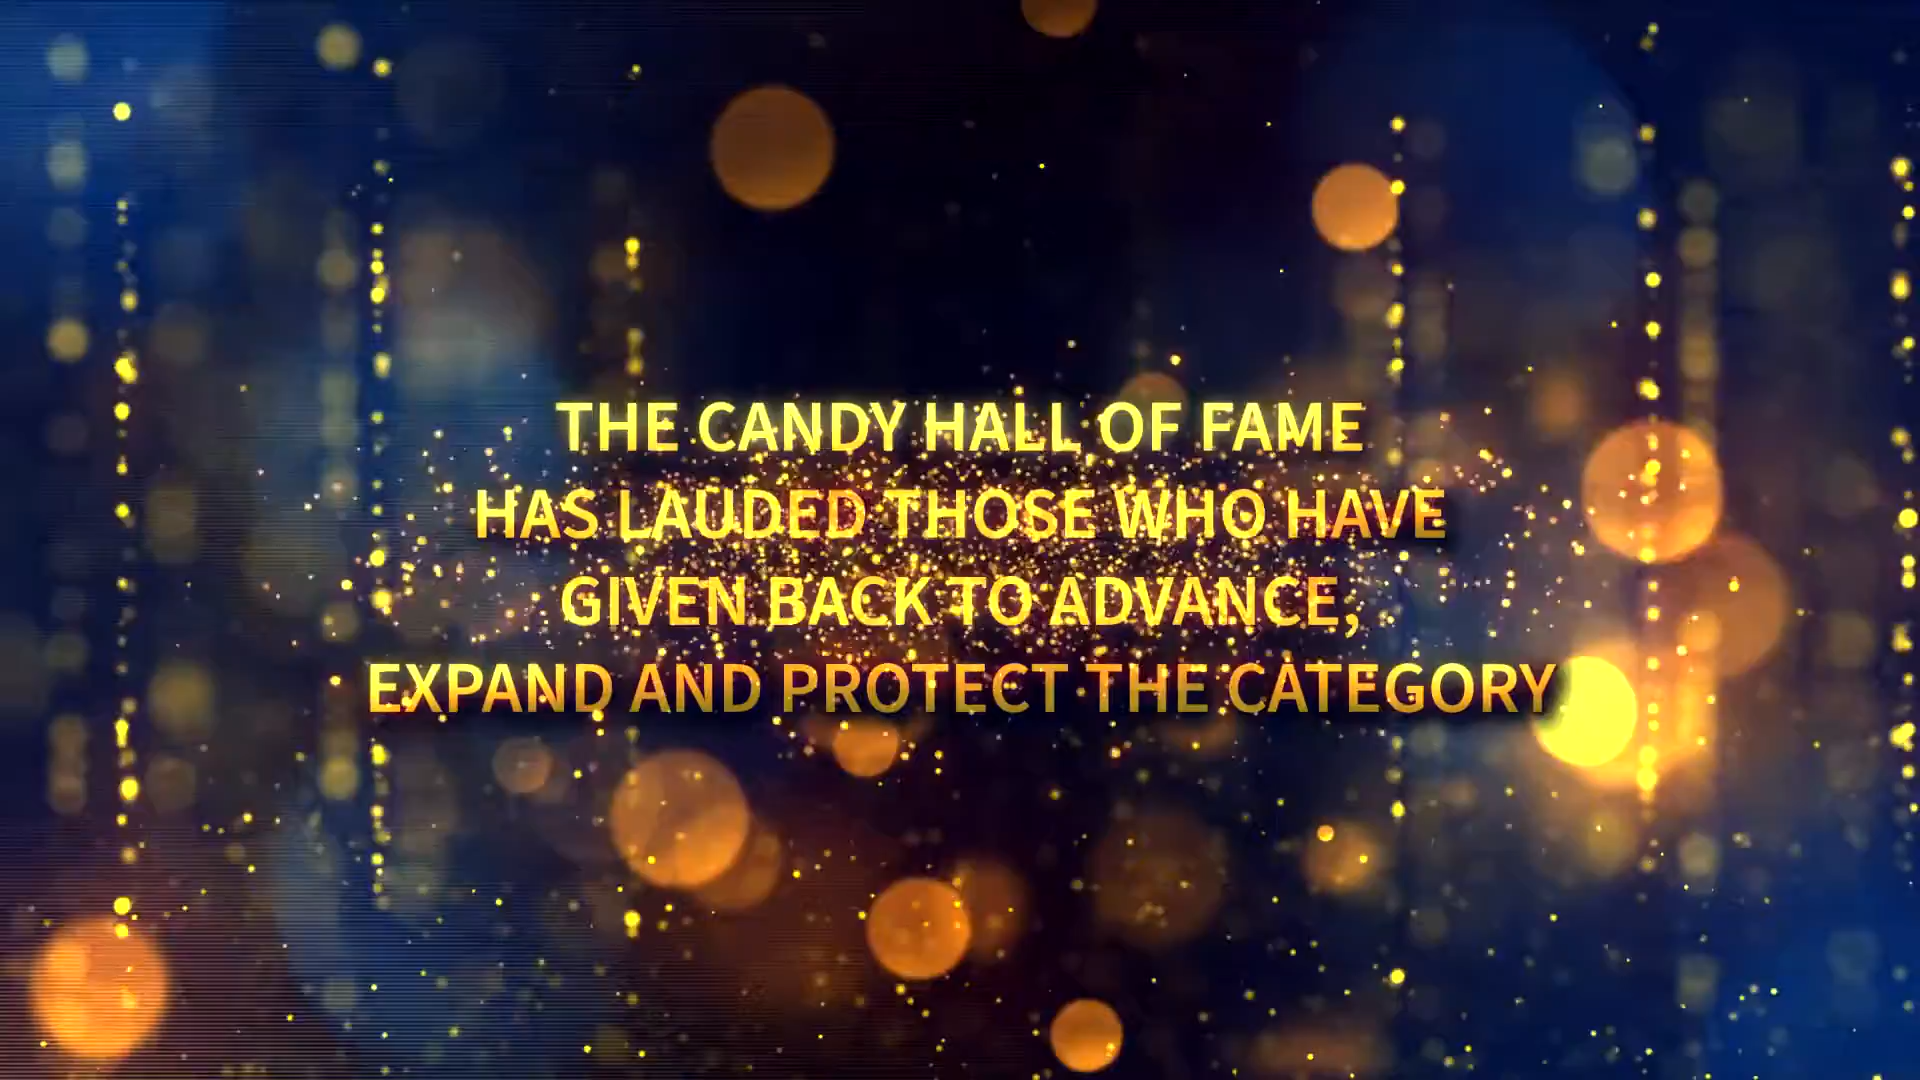 THE CANDY HALL OF FAME
HAS LAUDED THOSE WHO HAVE
GIVEN BACK TO ADVANCE,
EXPAND AND PROTECT THE CATEGORY